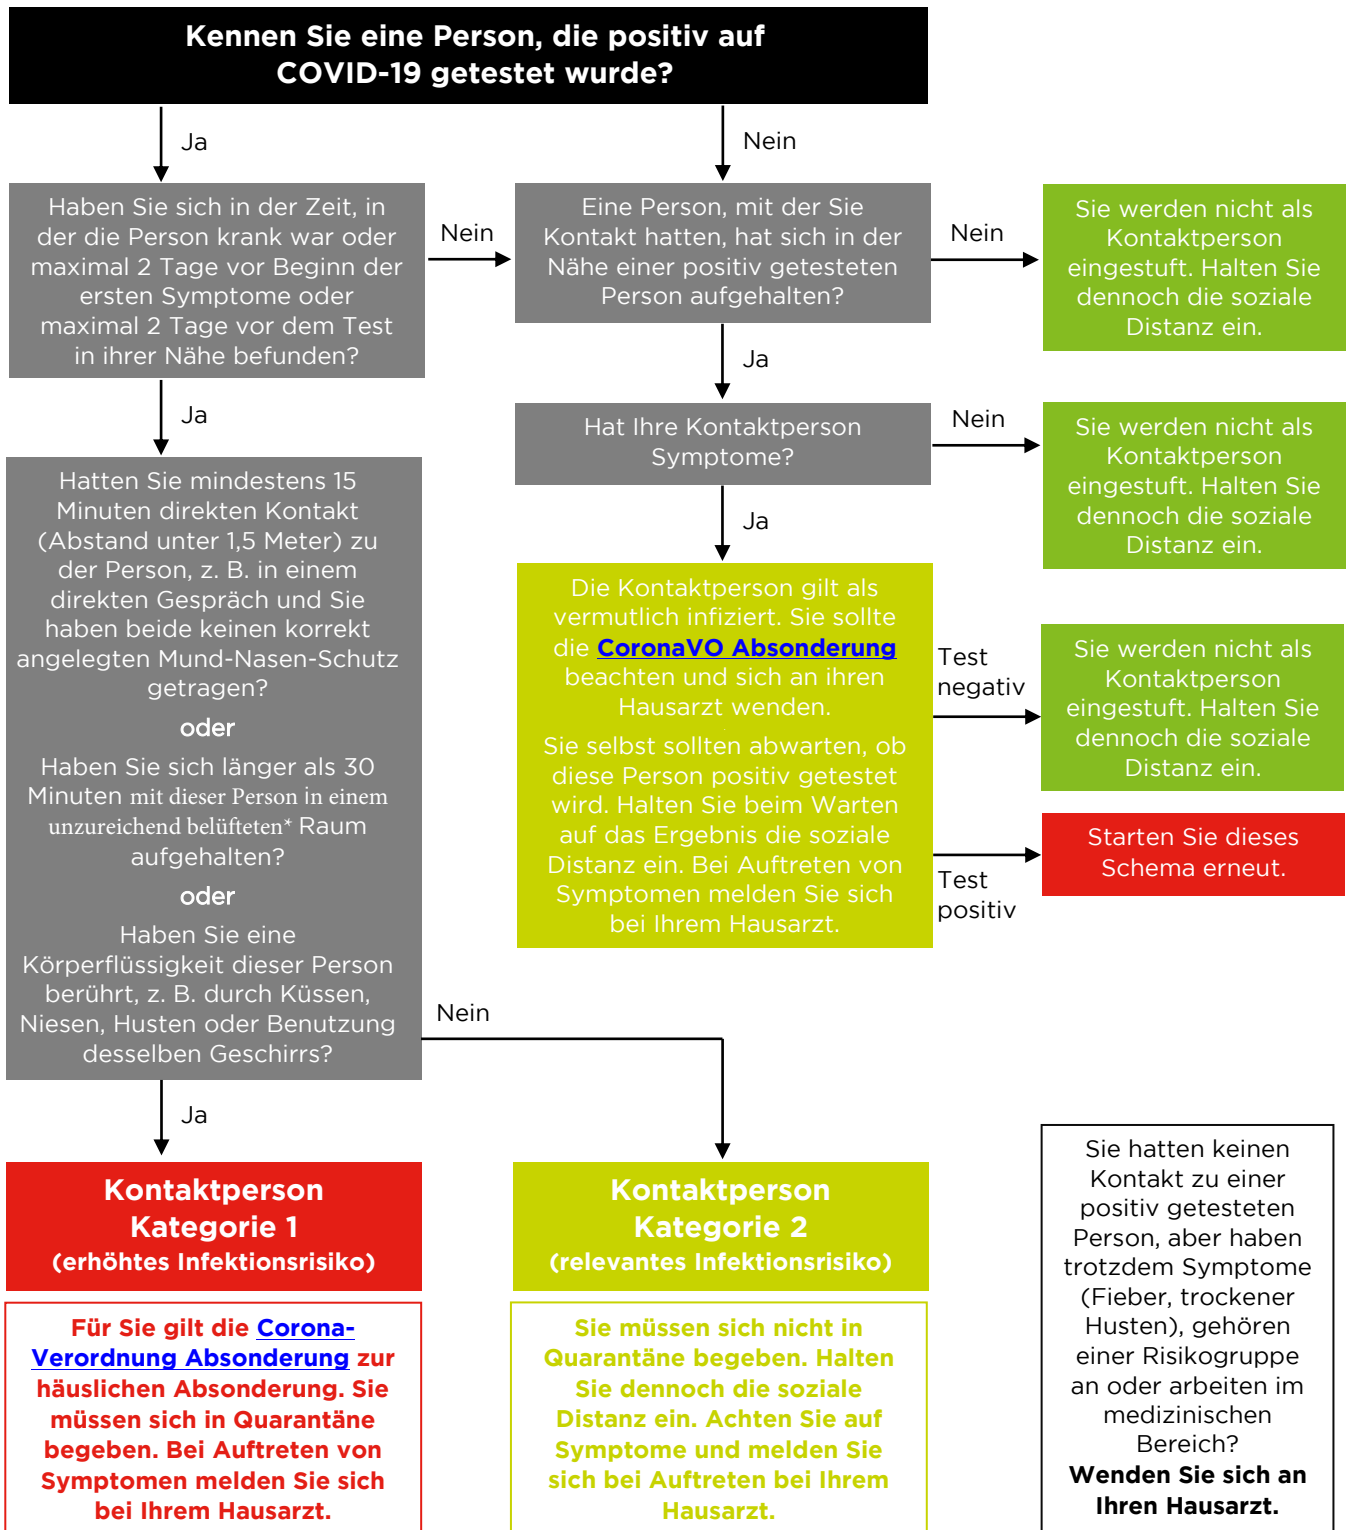 Kennen Sie eine Person, die positiv auf
COVID-19 getestet wurde?
Ja
Nein
Haben Sie sich in der Zeit, in
der die Person krank war oder
maximal 2 Tage vor Beginn der
ersten Symptome oder
maximal 2 Tage vor dem Test
in ihrer Nähe befunden?
Nein
Eine Person, mit der Sie
Kontakt hatten, hat sich in der
Nähe einer positiv getesteten
Person aufgehalten?
Nein
Sie werden nicht als
Kontaktperson
eingestuft. Halten Sie
dennoch die soziale
Distanz ein.
Ja
Ja
Hat Ihre Kontaktperson
Symptome?
Nein
Sie werden nicht als
Kontaktperson
eingestuft. Halten Sie
dennoch die soziale
Distanz ein.
Hatten Sie mindestens 15
Minuten direkten Kontakt
(Abstand unter 1,5 Meter) zu
der Person, z. B. in einem
direkten Gespräch und Sie
haben beide keinen korrekt
angelegten Mund-Nasen-Schutz
getragen?
oder
Haben Sie sich länger als 30
Minuten mit dieser Person in einem
unzureichend belüfteten* Raum
aufgehalten?
oder
Haben Sie eine
Körperflüssigkeit dieser Person
berührt, z. B. durch Küssen,
Niesen, Husten oder Benutzung
desselben Geschirrs?
Ja
Die Kontaktperson gilt als
vermutlich infiziert. Sie sollte
die CoronaVO Absonderung
beachten und sich an ihren
Hausarzt wenden.
Sie selbst sollten abwarten, ob
diese Person positiv getestet
wird. Halten Sie beim Warten
auf das Ergebnis die soziale
Distanz ein. Bei Auftreten von
Symptomen melden Sie sich
bei Ihrem Hausarzt.
Test
negativ
Sie werden nicht als
Kontaktperson
eingestuft. Halten Sie
dennoch die soziale
Distanz ein.
Test
positiv
Starten Sie dieses
Schema erneut.
Nein
Ja
Kontaktperson
Kategorie 1
(erhöhtes Infektionsrisiko)
Für Sie gilt die Corona-
Verordnung Absonderung zur
häuslichen Absonderung. Sie
müssen sich in Quarantäne
begeben. Bei Auftreten von
Symptomen melden Sie sich
bei Ihrem Hausarzt.
Kontaktperson
Kategorie 2
(relevantes Infektionsrisiko)
Sie müssen sich nicht in
Quarantäne begeben. Halten
Sie dennoch die soziale
Distanz ein. Achten Sie auf
Symptome und melden Sie
sich bei Auftreten bei Ihrem
Hausarzt.
Sie hatten keinen
Kontakt zu einer
positiv getesteten
Person, aber haben
trotzdem Symptome
(Fieber, trockener
Husten), gehören
einer Risikogruppe
an oder arbeiten im
medizinischen
Bereich?
Wenden Sie sich an
Ihren Hausarzt.